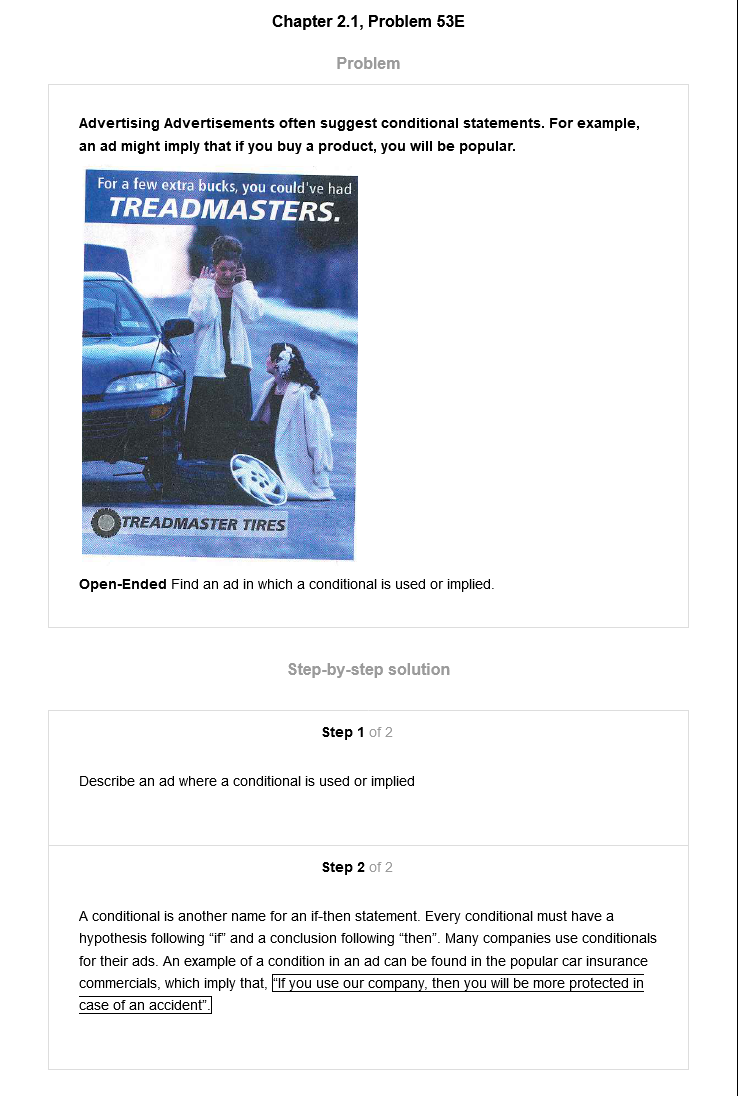 Chapter 2.1, Problem 53E
Problem
Advertising Advertisements often suggest conditional statements. For example,
an ad might imply that if you buy a product, you will be popular.
For a few extra bucks, you could've had
TREADMASTERS.
TREADMASTER TIRES
Open-Ended Find an ad in which a conditional is used or implied.
Step-by-step solution
Step 1 of 2
Describe an ad where a conditional is used or implied
Step 2 of 2
A conditional is another name for an if-then statement. Every conditional must have a
hypothesis following “if” and a conclusion following “then”. Many companies use conditionals
for their ads. An example of a condition in an ad can be found in the popular car insurance
commercials, which imply that, “If you use our company, then you will be more protected in
case of an accident”.